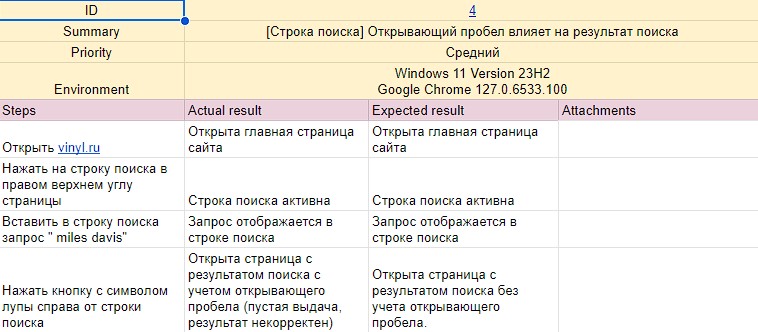 ID 4
Summary [Строка поиска] Открывающий пробел влияет на результат поиска
Priority Средний
Windows 11 Version 23H2
Environment Google Chrome 127.0.6533.100
Steps Actual result Expected result Attachments
Открыть vinyl.ru
Открыта главная страница
сайта
Открыта главная страница
сайта
Нажать на строку поиска в
правом верхнем углу
страницы
Строка поиска активна
Строка поиска активна
Вставить в строку поиска
запрос " miles davis"
Запрос отображается в
строке поиска
Запрос отображается в
строке поиска
Нажать кнопку с символом
лупы справа от строки
поиска
Открыта страница с
результатом поиска с
учетом открывающего
пробела (пустая выдача,
результат некорректен)
Открыта страница с
результатом поиска без
учета открывающего
пробела.